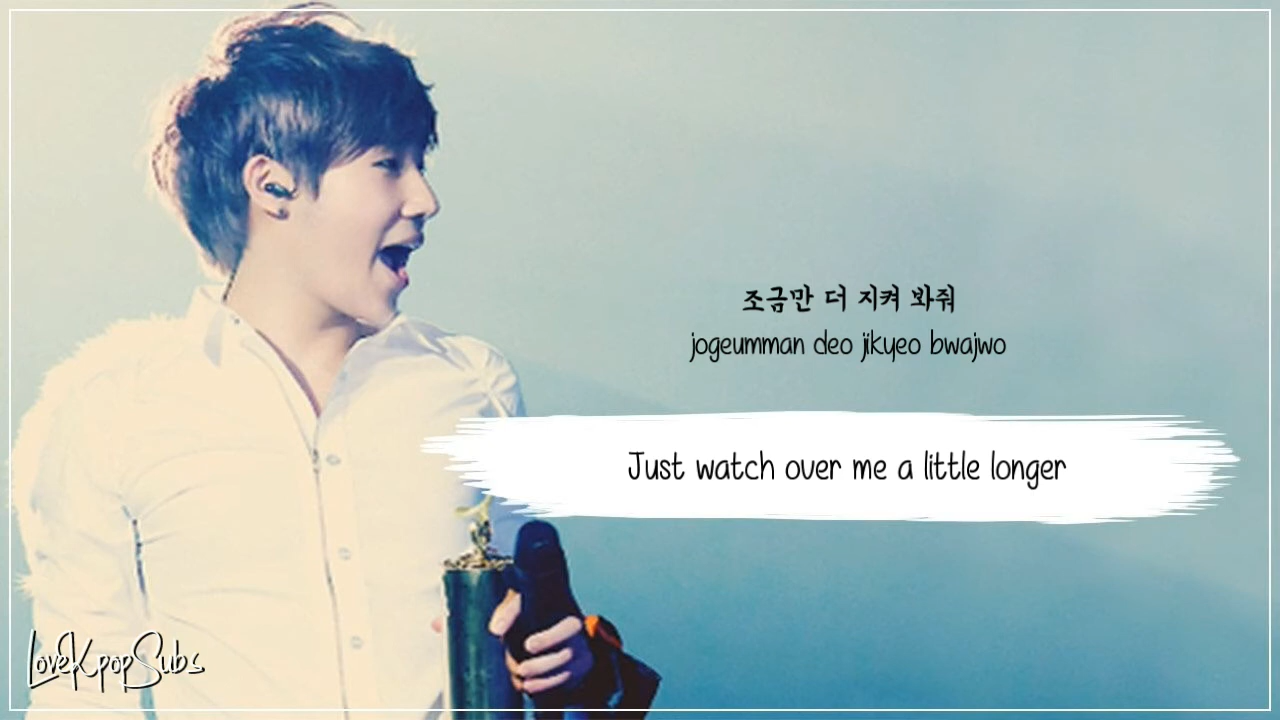 조금만 더 지켜 봐줘
jogeumman deo jikyeo bwajwo
Just watch over me a little longer
LoveKpopSubs